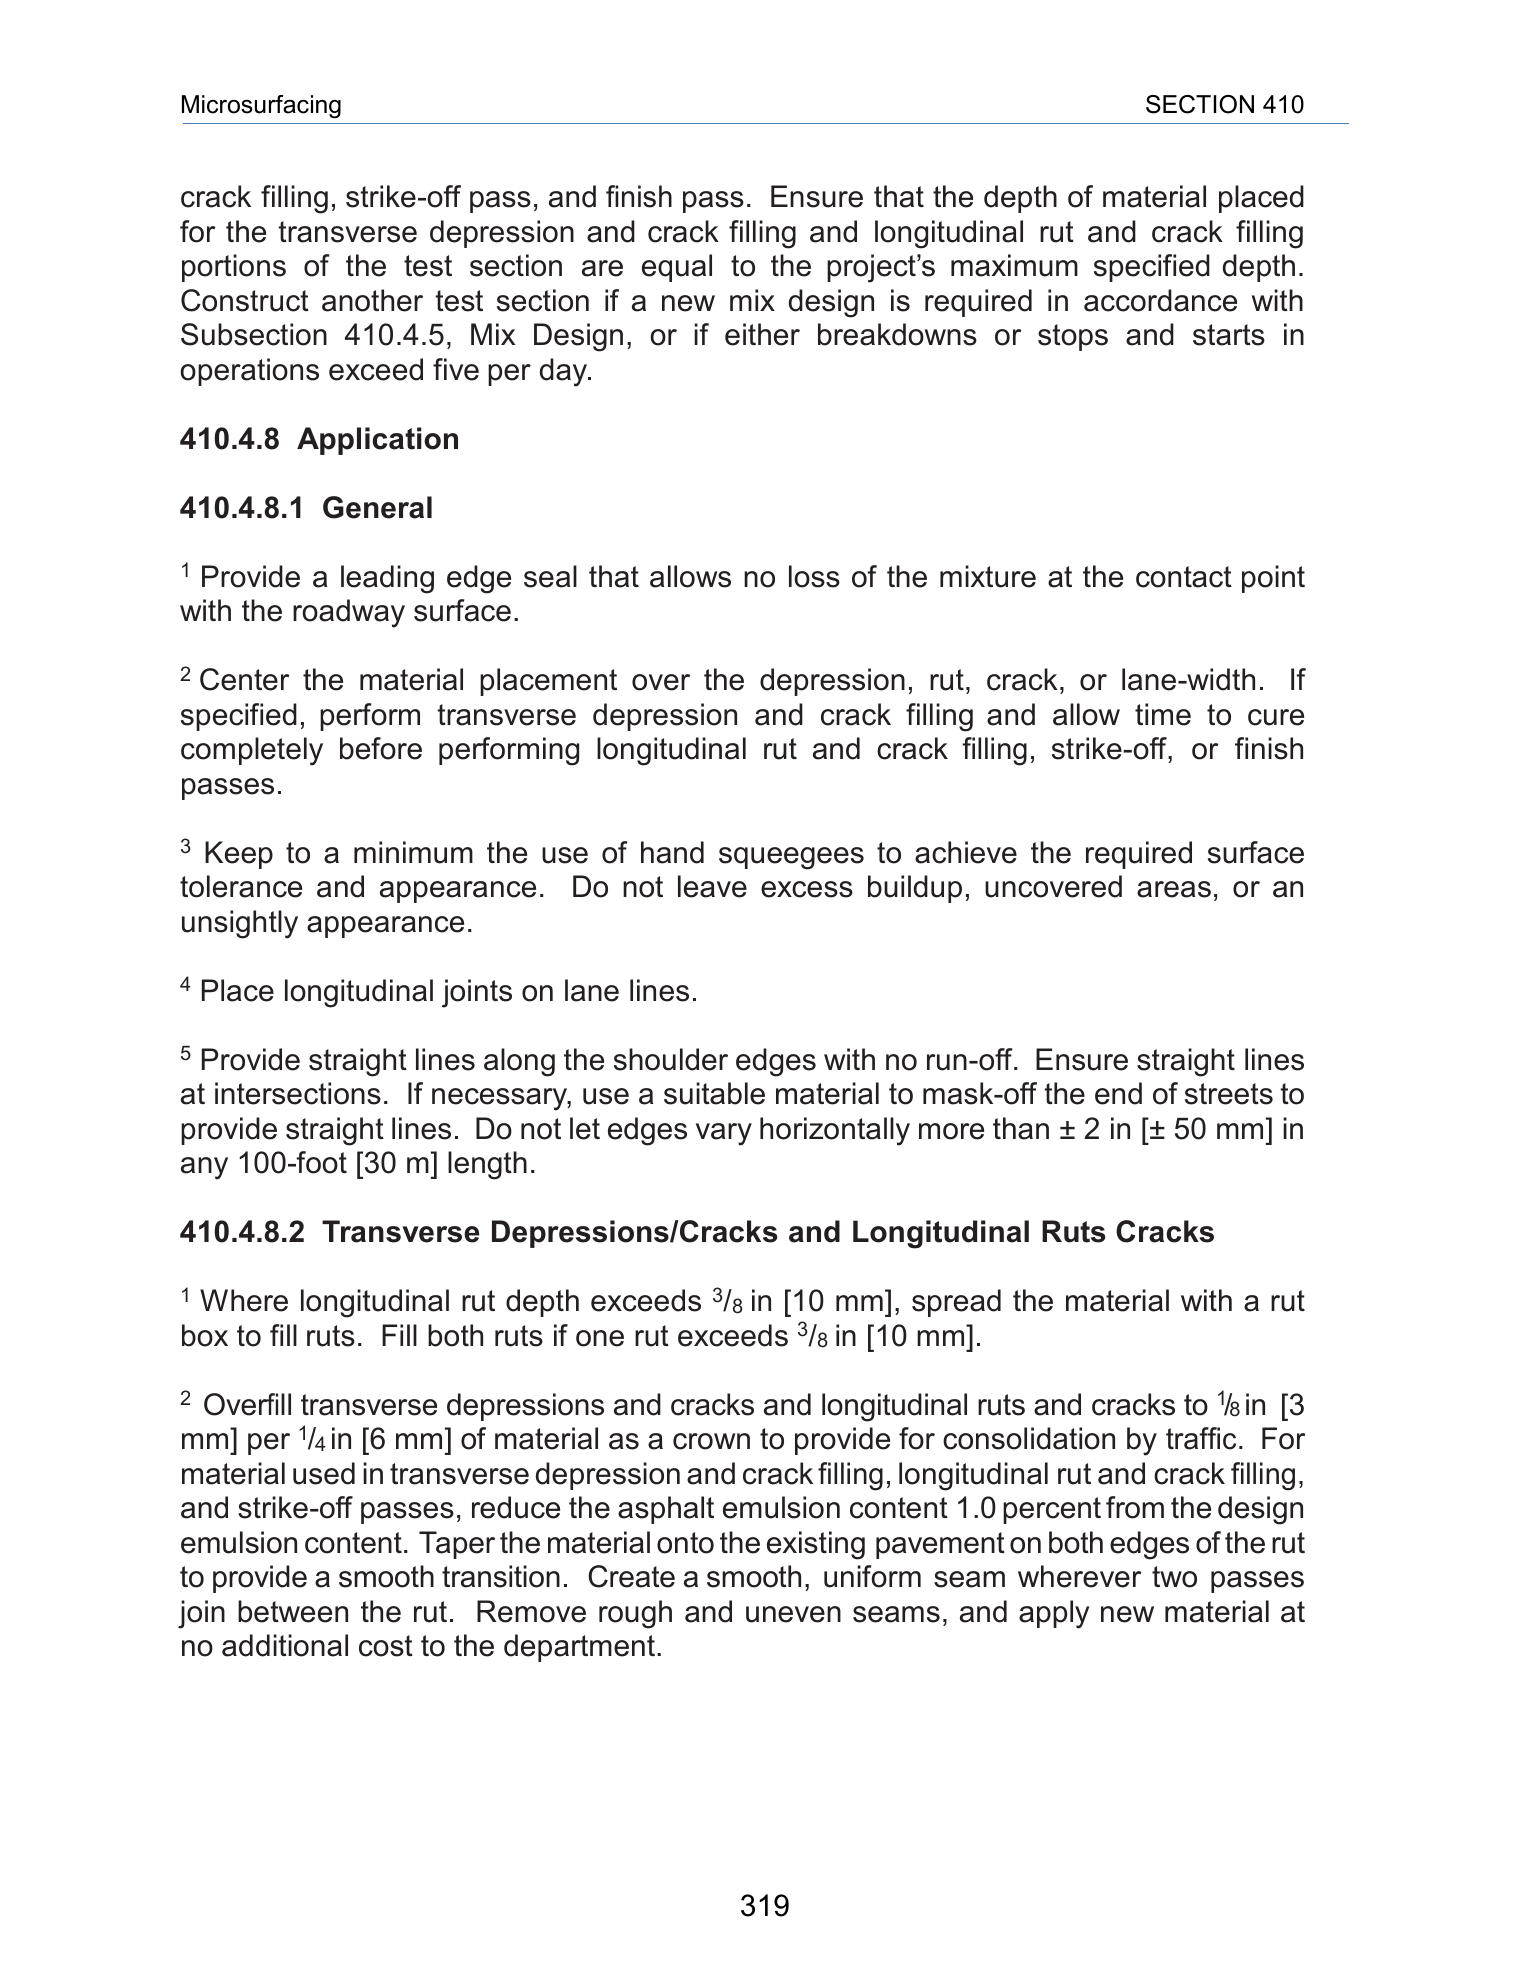 Microsurfacing SECTION 410
crack filling, strike-off pass, and finish pass.  Ensure that the depth of material placed
for the transverse depression and crack filling and longitudinal rut and crack filling
portions of the test section are equal to the project’s maximum specified depth.
Construct another test section if a new mix design is required in accordance with
Subsection 410.4.5, Mix Design, or if either breakdowns or stops and starts in
operations exceed five per day.
410.4.8  Application
410.4.8.1  General
1 Provide a leading edge seal that allows no loss of the mixture at the contact point
with the roadway surface.
2 Center the material placement over the depression, rut, crack, or lane-width.  If
specified, perform transverse depression and crack filling and allow time to cure
completely before performing longitudinal rut and crack filling, strike-off, or finish
passes.
3 Keep to a minimum the use of hand squeegees to achieve the required surface
tolerance and appearance.  Do not leave excess buildup, uncovered areas, or an
unsightly appearance.
4 Place longitudinal joints on lane lines.
5 Provide straight lines along the shoulder edges with no run-off.  Ensure straight lines
at intersections.  If necessary, use a suitable material to mask-off the end of streets to
provide straight lines.  Do not let edges vary horizontally more than ± 2 in [± 50 mm] in
any 100-foot [30 m] length.
410.4.8.2  Transverse Depressions/Cracks and Longitudinal Ruts Cracks
1 Where longitudinal rut depth exceeds 3/8 in [10 mm], spread the material with a rut
box to fill ruts.  Fill both ruts if one rut exceeds 3/8 in [10 mm].
2 Overfill transverse depressions and cracks and longitudinal ruts and cracks to 1/8 in  [3
mm] per 1/4 in [6 mm] of material as a crown to provide for consolidation by traffic.  For
material used in transverse depression and crack filling, longitudinal rut and crack filling,
and strike-off passes, reduce the asphalt emulsion content 1.0 percent from the design
emulsion content.  Taper the material onto the existing pavement on both edges of the rut
to provide a smooth transition.  Create a smooth, uniform seam wherever two passes
join between the rut.  Remove rough and uneven seams, and apply new material at
no additional cost to the department.
319